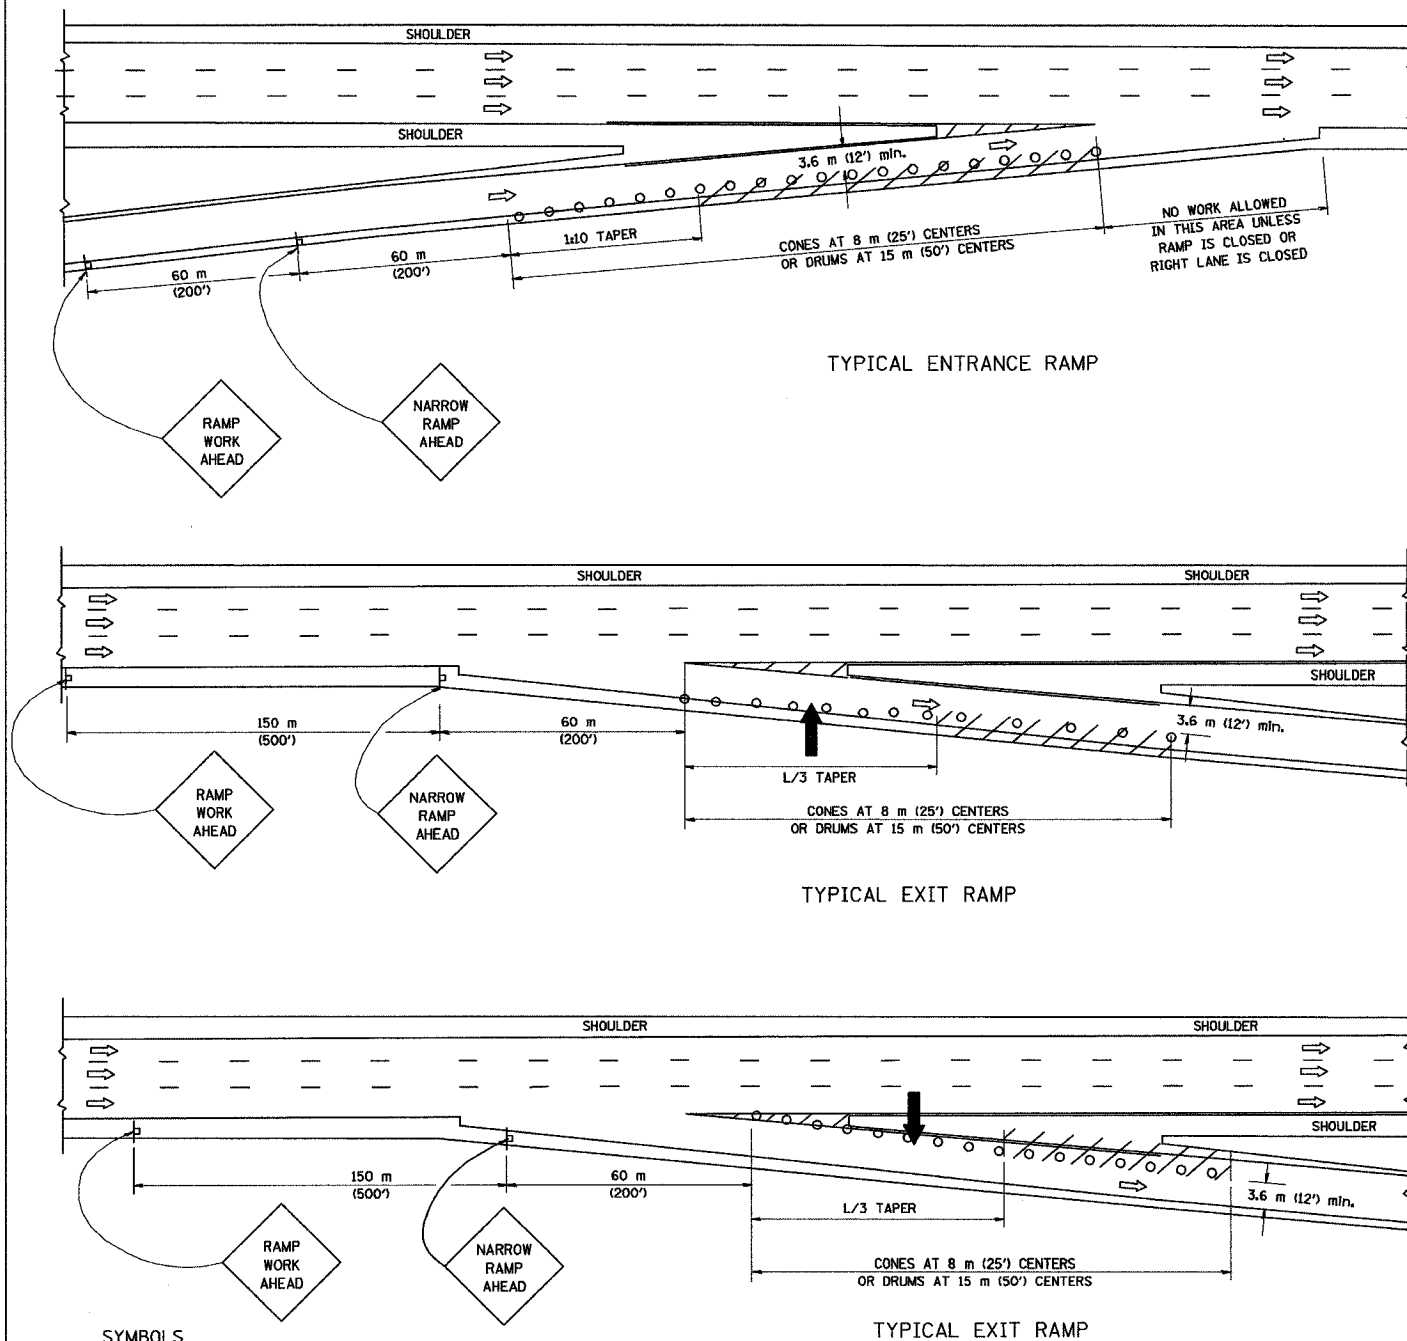 SHOULDER
SHOULDER
3.6 m (12') min.
1:10 TAPER
60 m
(200')
60 m
(200')
CONES AT 8 m (25') CENTERS
OR DRUMS AT 15 m (50') CENTERS
NO WORK ALLOWED
IN THIS AREA UNLESS
RAMP IS CLOSED OR
RIGHT LANE IS CLOSED
TYPICAL ENTRANCE RAMP
RAMP
WORK
AHEAD
NARROW
RAMP
AHEAD
SHOULDER
SHOULDER
SHOULDER
150 m
(500')
60 m
(200')
3.6 m (12') min.
L/3 TAPER
CONES AT 8 m (25') CENTERS
OR DRUMS AT 15 m (50') CENTERS
RAMP
WORK
AHEAD
NARROW
RAMP
AHEAD
TYPICAL EXIT RAMP
SHOULDER
SHOULDER
SHOULDER
150 m
(500')
60 m
(200')
3.6 m (12') min.
L/3 TAPER
CONES AT 8 m (25') CENTERS
OR DRUMS AT 15 m (50') CENTERS
RAMP
WORK
AHEAD
NARROW
RAMP
AHEAD
TYPICAL EXIT RAMP
SYMBOLS